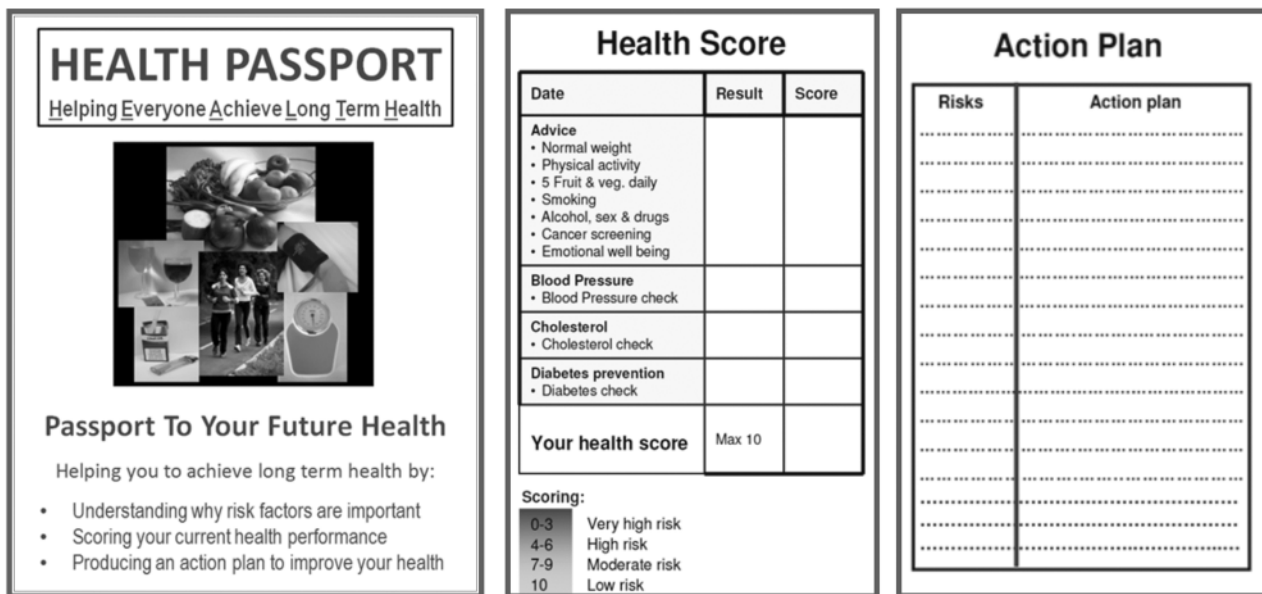 HEALTH PASSPORT
Helping Everyone Achieve Long Term Health
Passport To Your Future Health
Helping you to achieve long term health by:
• Understanding why risk factors are important
• Scoring your current health performance
• Producing an action plan to improve your health
Health Score
Date Result Score
Advice
• Normal weight
• Physical activity
• 5 Fruit & veg. daily
• Smoking
• Alcohol, sex & drugs
• Cancer screening
• Emotional well being
Blood Pressure
• Blood Pressure check
Cholesterol
• Cholesterol check
Diabetes prevention
• Diabetes check
Your health score Max 10
Scoring:
0-3 Very high risk
4-6 High risk
7-9 Moderate risk
10 Low risk
Action Plan
Risks Action plan